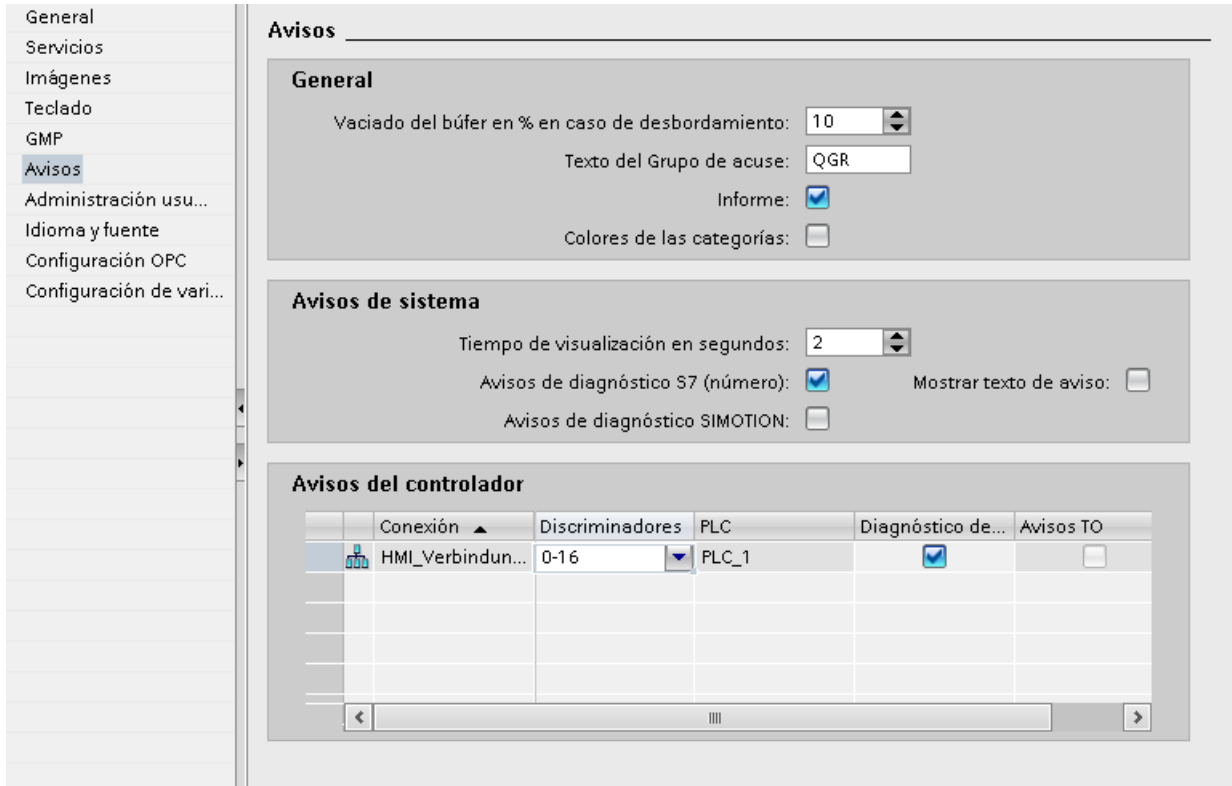 General
Servicios
Imágenes
Teclado
GMP
Avisos
Administración usu...
Idioma y fuente
Configuración OPC
Configuración de vari...
Avisos
General
Vaciado del búfer en % en caso de desbordamiento: 10
Texto del Grupo de acuse: QGR
Informe:
Colores de las categorías:
Avisos de sistema
Tiempo de visualización en segundos: 2
Avisos de diagnóstico S7 (número): Mostrar texto de aviso:
Avisos de diagnóstico SIMOTION:
Avisos del controlador
Conexión Discriminadores PLC Diagnóstico de... Avisos TO
HMI_Verbindun... 0-16 PLC_1